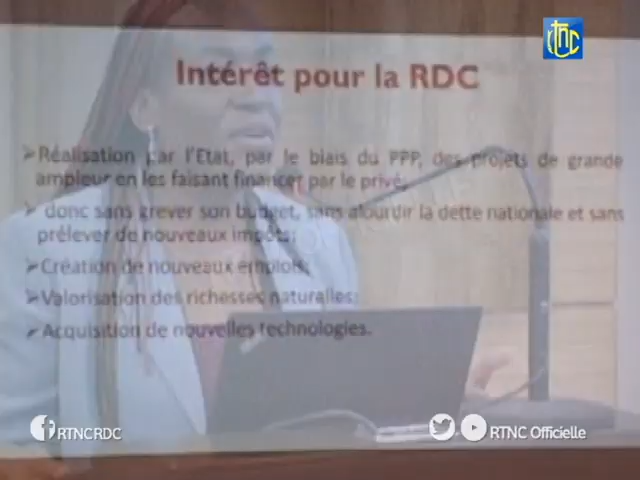 rtnc
Intérêt pour la RDC
➢Réalisation par l'Etat, par le biais du PPP, des projets de grande
ampleur en les faisant financer par le privé,
➢ donc sans grever son budget, sans alourdir la dette nationale et sans
prélever de nouveaux impôts;
➢Création de nouveaux emplois;
➢Valorisation des richesses naturelles;
➢Acquisition de nouvelles technologies.
RTNCRDC
RTNC Officielle